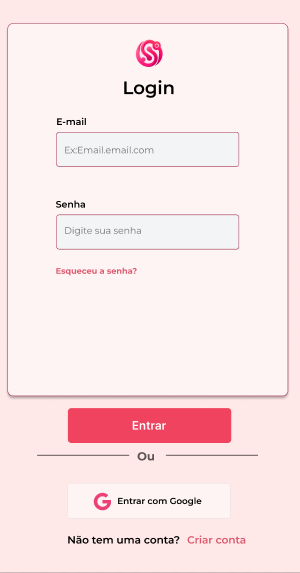 Login
E-mail
Ex:Email.email.com
Senha
Digite sua senha
Esqueceu a senha?
Entrar
Ou
Entrar com Google
Não tem uma conta? Criar conta